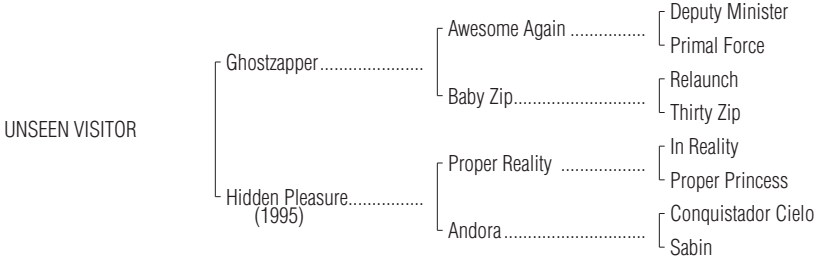 Deputy Minister
Awesome Again ................
Primal Force
Ghostzapper......................
Relaunch
Baby Zip............................
Thirty Zip
UNSEEN VISITOR
In Reality
Proper Reality ..................
Proper Princess
Hidden Pleasure................
(1995)
Conquistador Cielo
Andora..............................
Sabin